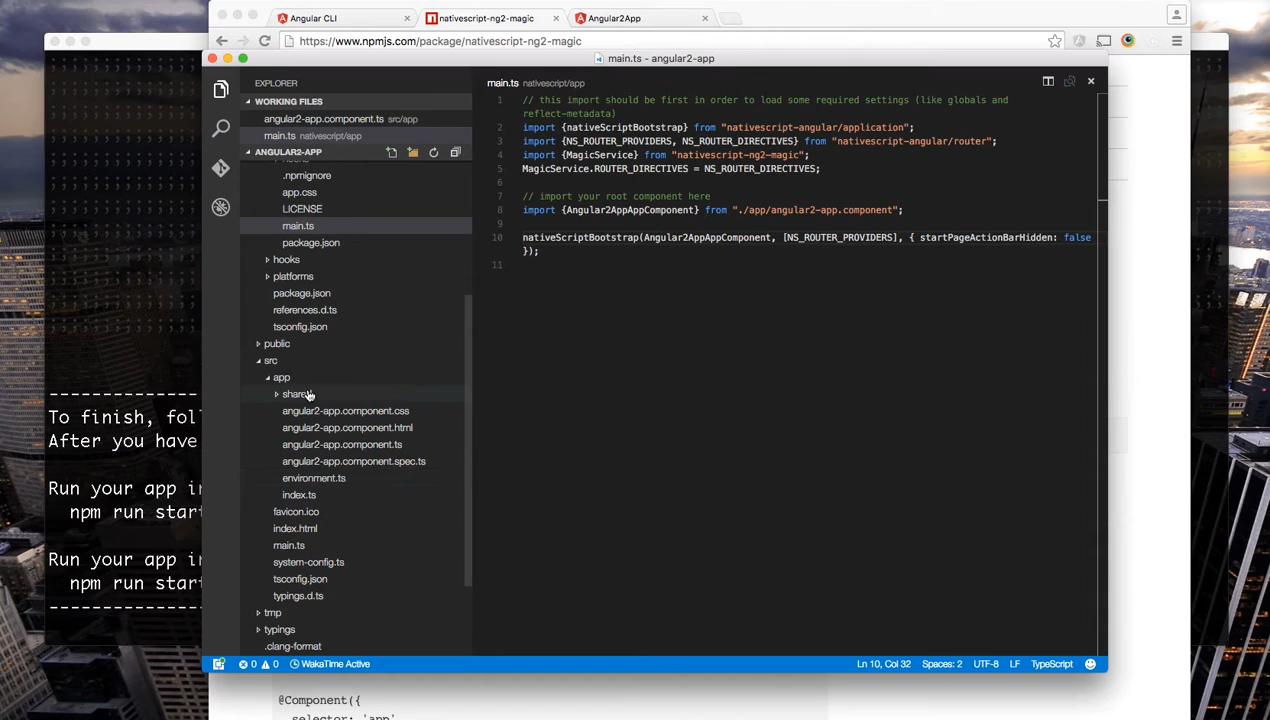 Angular CLI
nativescript-ng2-magic
Angular2App
https://www.npmjs.com/package/nativescript-ng2-magic
main.ts - angular2-app
EXPLORER
WORKING FILES
angular2-app.component.ts src/app
main.ts nativescript/app
ANGULAR2-APP
.npmignore
app.css
LICENSE
main.ts
package.json
hooks
platforms
package.json
references.d.ts
tsconfig.json
public
src
app
angular2-app.component.css
angular2-app.component.html
angular2-app.component.ts
angular2-app.component.spec.ts
environment.ts
index.ts
favicon.ico
index.html
main.ts
system-config.ts
tsconfig.json
typings.d.ts
tmp
typings
.clang-format
main.ts nativescript/app
1 // this import should be first in order to load some required settings (like globals and
reflect-metadata)
2 import {nativeScriptBootstrap} from "nativescript-angular/application";
3 import {NS_ROUTER_PROVIDERS, NS_ROUTER_DIRECTIVES} from "nativescript-angular/router";
4 import {MagicService} from "nativescript-ng2-magic";
5 MagicService.ROUTER_DIRECTIVES = NS_ROUTER_DIRECTIVES;
6
7 // import your root component here
8 import {Angular2AppAppComponent} from "./app/angular2-app.component";
9
10 nativeScriptBootstrap(Angular2AppAppComponent, [NS_ROUTER_PROVIDERS], { startPageActionBarHidden: false
});
11
0 0 WakaTime Active
Ln 10, Col 32 Spaces: 2 UTF-8 LF TypeScript
To finish, fol
After you have
Run your app i
npm run star
Run your app i
npm run star
@Component({
selector: 'app'